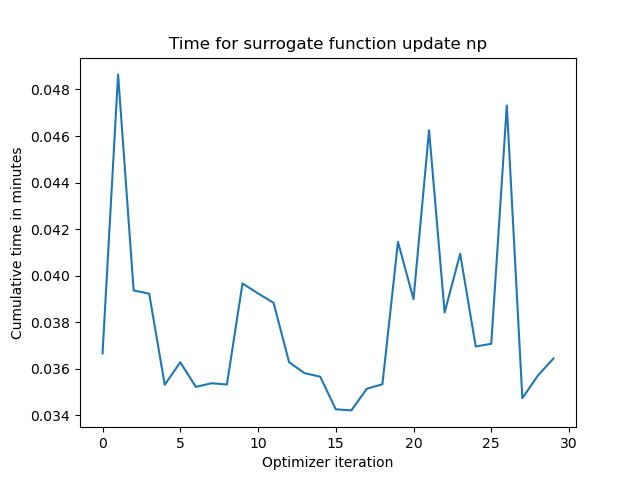 Time for surrogate function update np
0.048
0.046
0.044
0.042
0.040
0.038
0.036
0.034
Cumulative time in minutes
0 5 10 15 20 25 30
Optimizer iteration